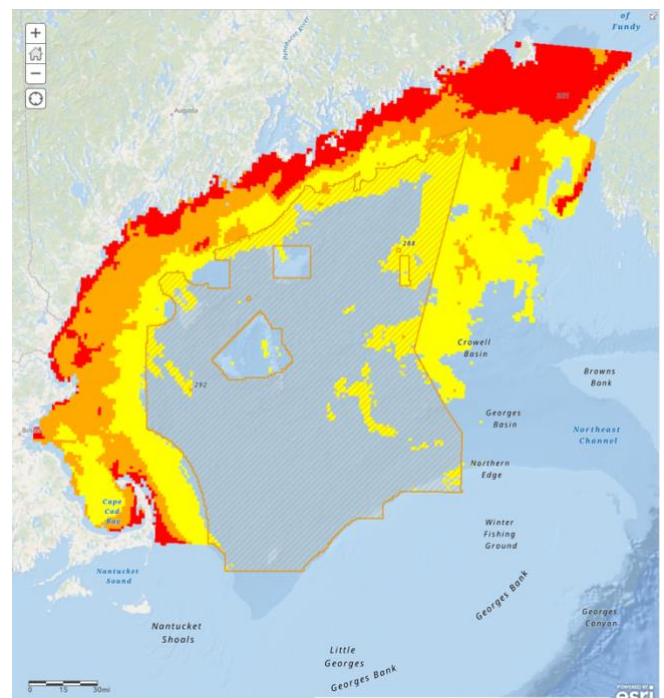 of
Fundy
+
−
Penobscot River
Augusta
288
292
Crowell
Basin
Browns
Bank
Georges
Basin
Northeast
Channel
Northern
Edge
Boston
Cape
Cod
Bay
Winter
Fishing
Ground
Nantucket
Sound
Georges Bank
Georges
Canyon
Nantucket
Shoals
Little
Georges
Georges Bank
0 15 30mi
POWERED BY
esri